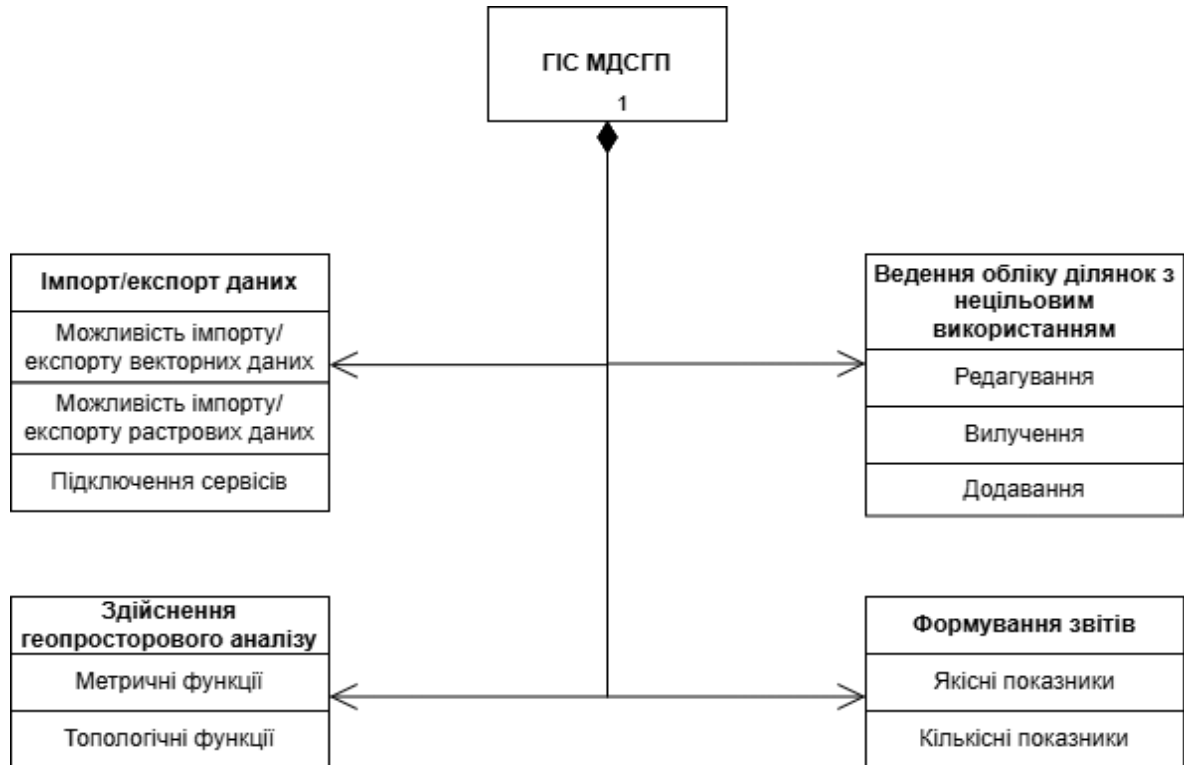 ГІС МДСГП
1
Імпорт/експорт даних
Можливість імпорту/
експорту векторних даних
Можливість імпорту/
експорту растрових даних
Підключення сервісів
Ведення обліку ділянок з
нецільовим
використанням
Редагування
Вилучення
Додавання
Здійснення
геопросторового аналізу
Метричні функції
Топологічні функції
Формування звітів
Якісні показники
Кількісні показники